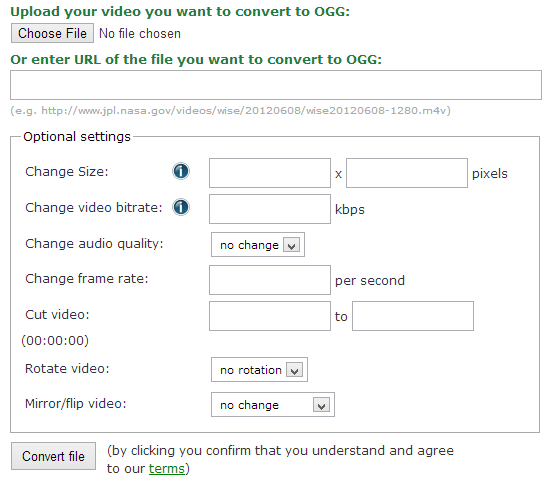 Upload your video you want to convert to OGG:
Choose File No file chosen
Or enter URL of the file you want to convert to OGG:
(e.g. http://www.jpl.nasa.gov/videos/wise/20120608/wise20120608-1280.m4v)
Optional settings
Change Size: i x pixels
Change video bitrate: i kbps
Change audio quality: no change
Change frame rate: per second
Cut video: to
(00:00:00)
Rotate video: no rotation
Mirror/flip video: no change
Convert file (by clicking you confirm that you understand and agree
to our terms)